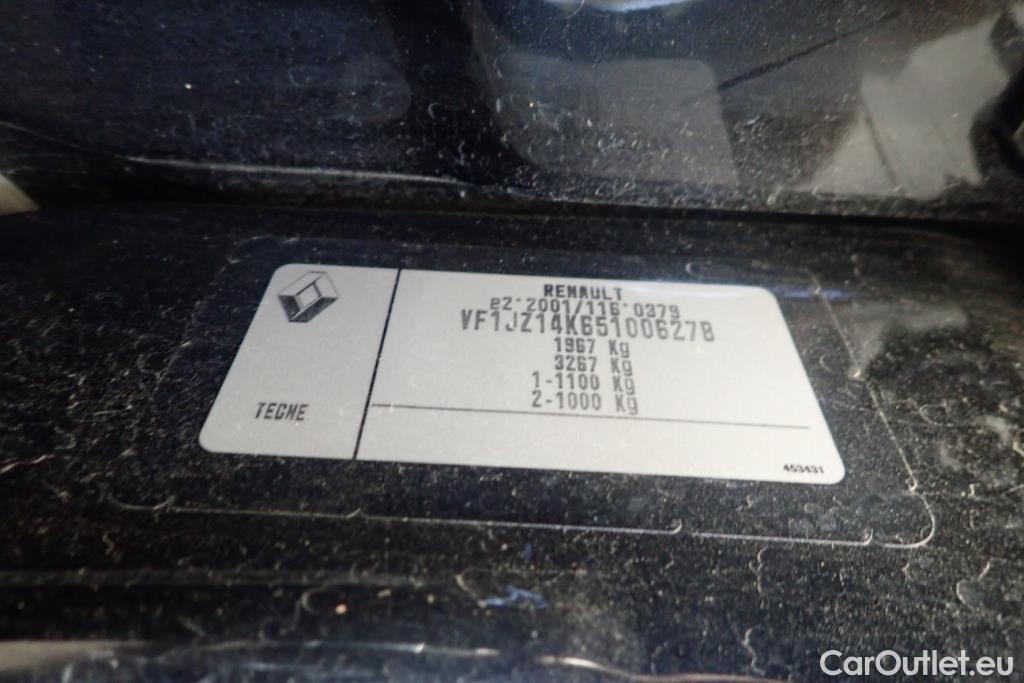 RENAULT
e2*2001/116*0379
VF1JZ14K651006278
1967 Kg
3267 Kg
1-1100 Kg
2-1000 Kg
TECME
453431
CarOutlet.eu